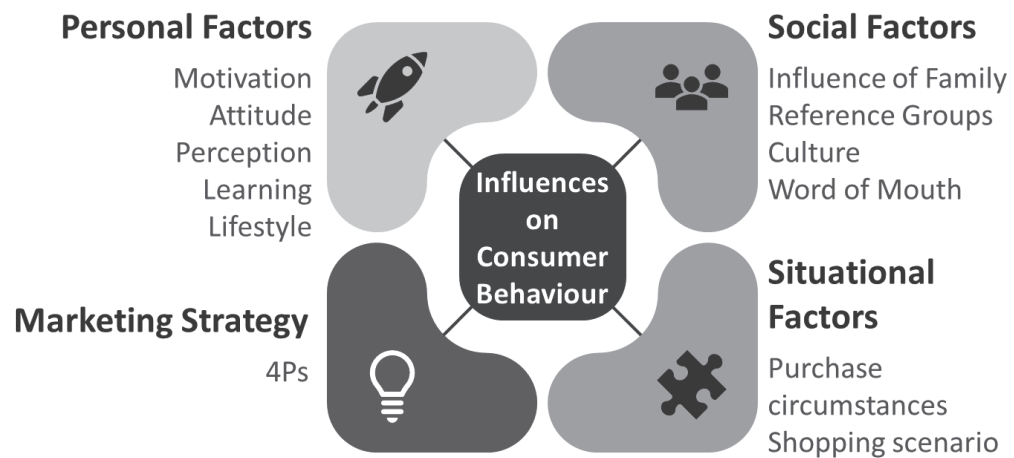 Personal Factors
Motivation
Attitude
Perception
Learning
Lifestyle
Social Factors
Influence of Family
Reference Groups
Culture
Word of Mouth
Influences
on
Consumer
Behaviour
Marketing Strategy
4Ps
Situational
Factors
Purchase
circumstances
Shopping scenario